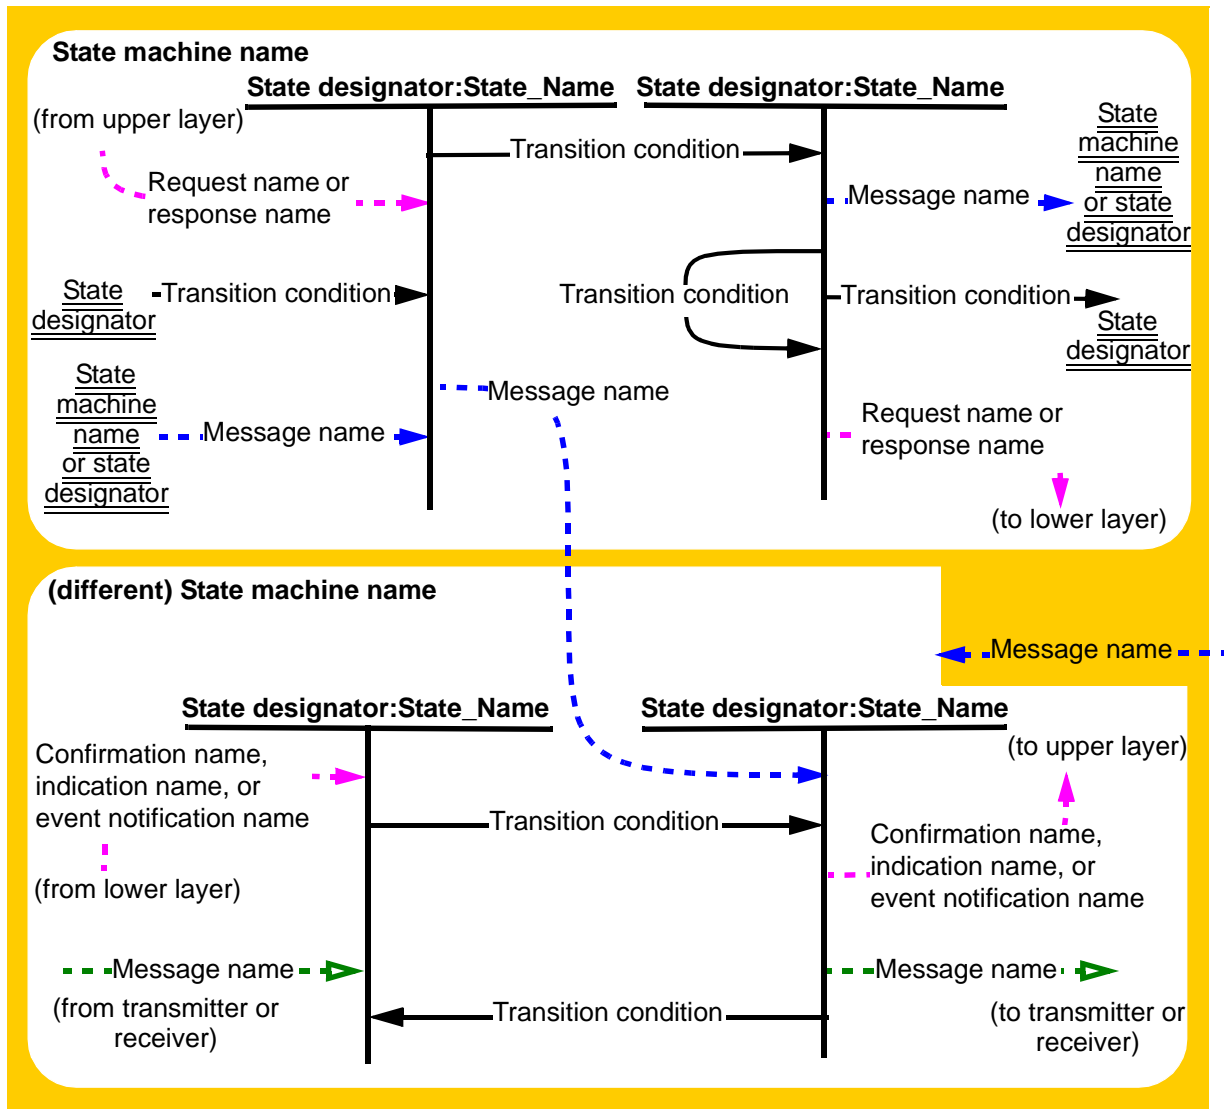 State machine name
State designator:State_Name
State designator:State_Name
(from upper layer)
Transition condition
State
machine
name
or state
designator
Request name or
response name
Message name
State
designator
Transition condition
Transition condition
Transition condition
State
designator
State
machine
name
or state
designator
Message name
Message name
Request name or
response name
(to lower layer)
(different) State machine name
Message name
State designator:State_Name
State designator:State_Name
Confirmation name,
indication name, or
event notification name
(from lower layer)
(to upper layer)
Transition condition
Confirmation name,
indication name, or
event notification name
Message name
(from transmitter or
receiver)
Message name
(to transmitter or
receiver)
Transition condition